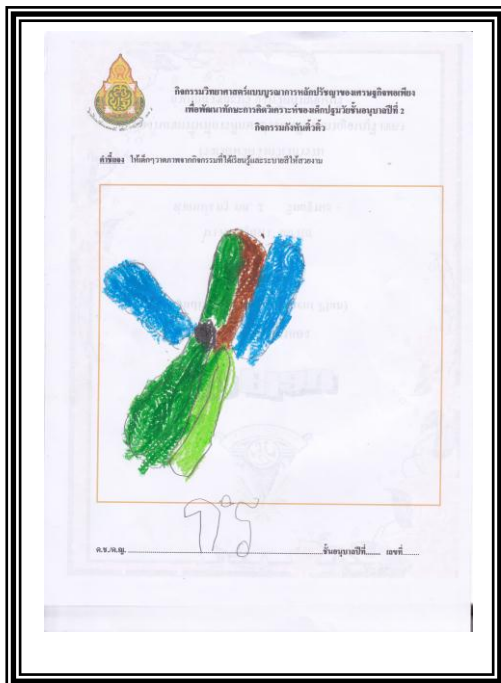 กิจกรรมวิทยาศาสตร์แบบบูรณาการหลักปรัชญาของเศรษฐกิจพอเพียง
เพื่อพัฒนาทักษะการคิดวิเคราะห์ของเด็กปฐมวัยชั้นอนุบาลปีที่ 2
กิจกรรมกังหันติ้วติ้ว
คำชี้แจง ให้เด็กๆวาดภาพจากกิจกรรมที่ได้เรียนรู้และระบายสีให้สวยงาม
ด.ช./ด.ญ. ........ ชั้นอนุบาลปีที่....... เลขที่.......